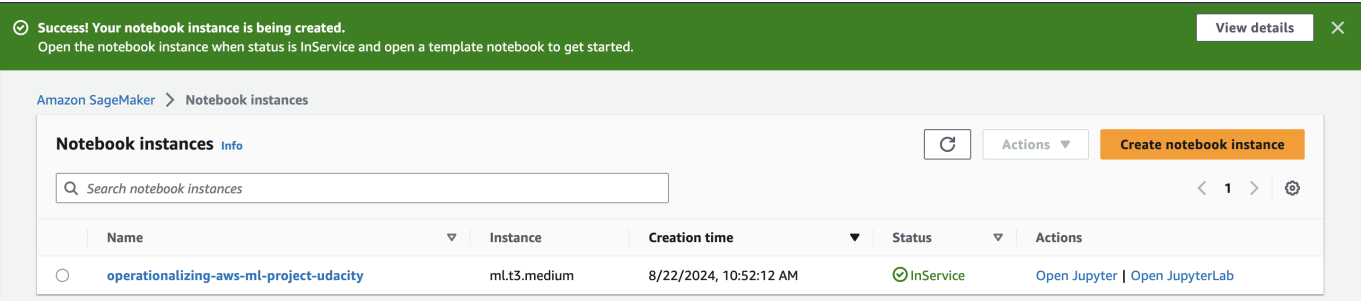 Success! Your notebook instance is being created.
View details
Open the notebook instance when status is InService and open a template notebook to get started.
Amazon SageMaker > Notebook instances
Notebook instances Info
Actions
Create notebook instance
Search notebook instances
1
Name Instance Creation time Status Actions
operationalizing-aws-ml-project-udacity ml.t3.medium 8/22/2024, 10:52:12 AM InService Open Jupyter | Open JupyterLab